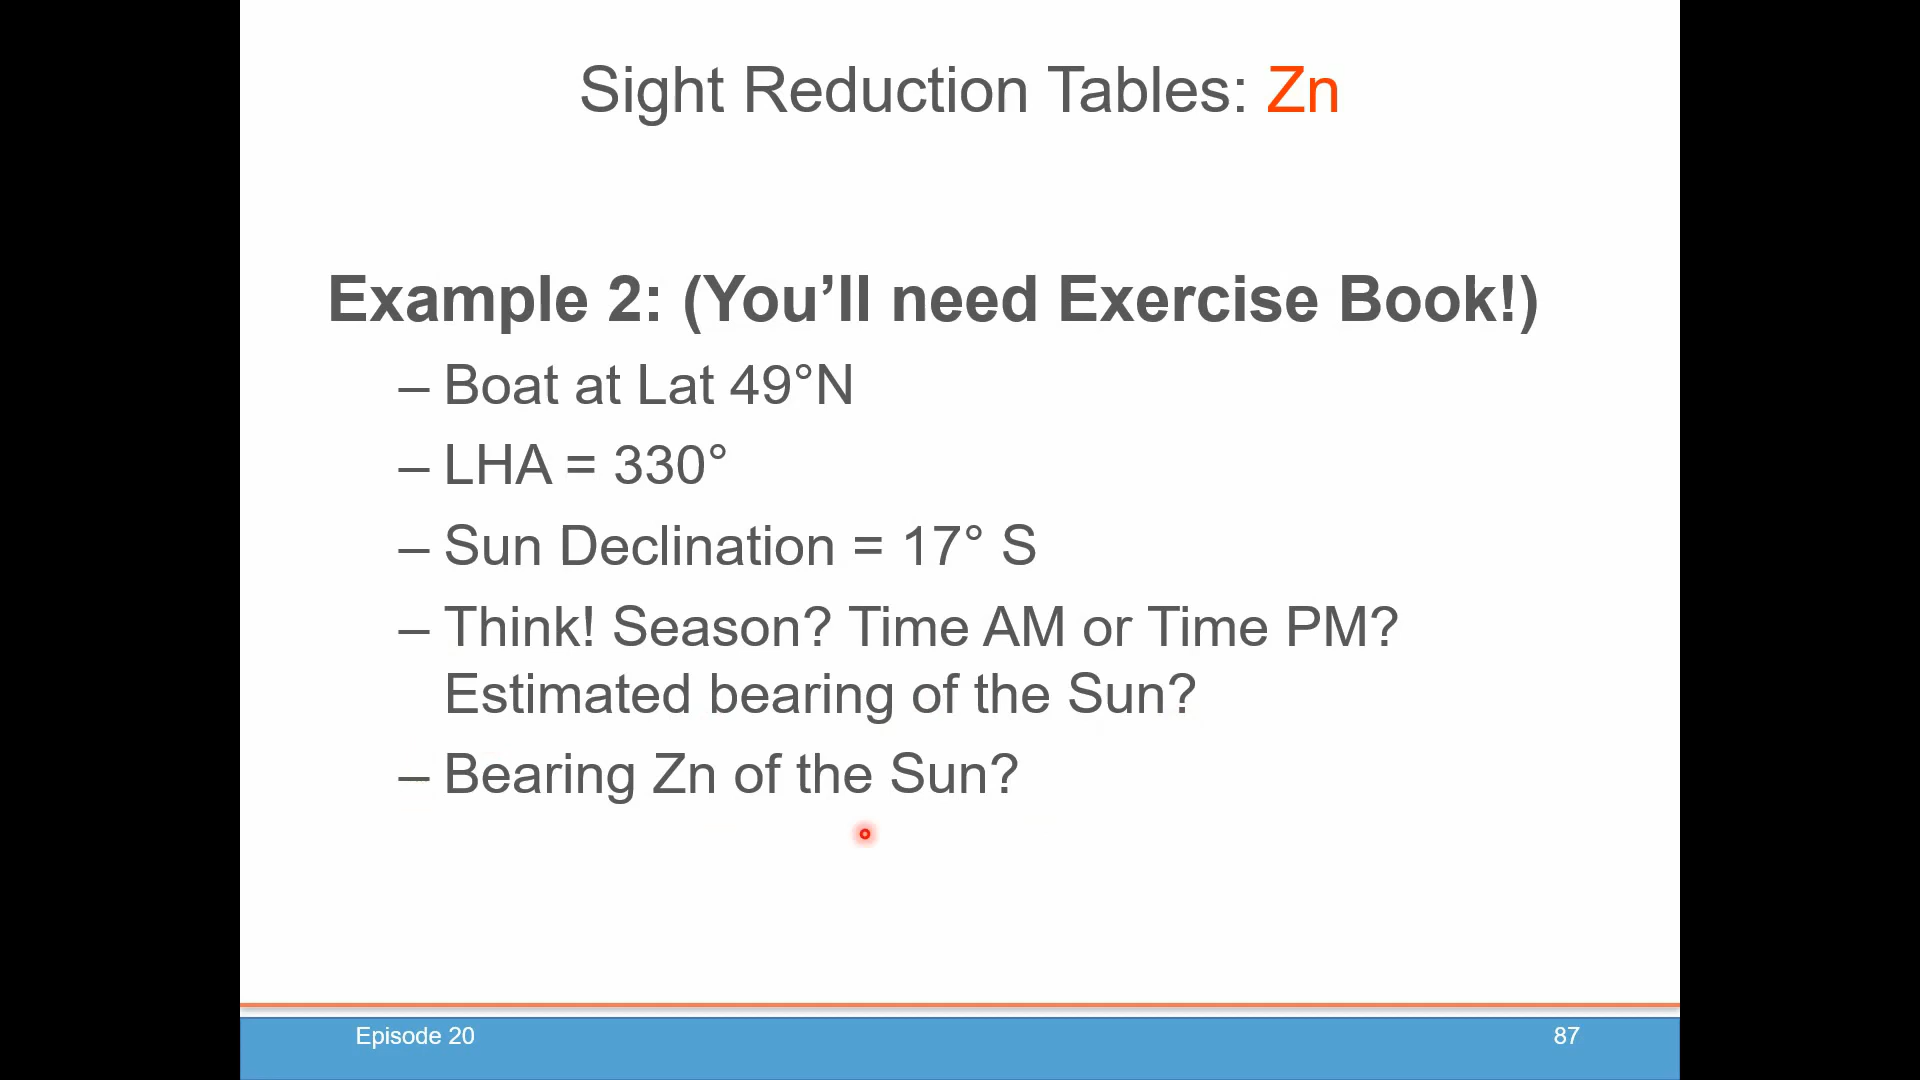 Sight Reduction Tables: Zn
Example 2: (You’ll need Exercise Book!)
– Boat at Lat 49°N
– LHA = 330°
– Sun Declination = 17° S
– Think! Season? Time AM or Time PM?
Estimated bearing of the Sun?
– Bearing Zn of the Sun?
Episode 20
87